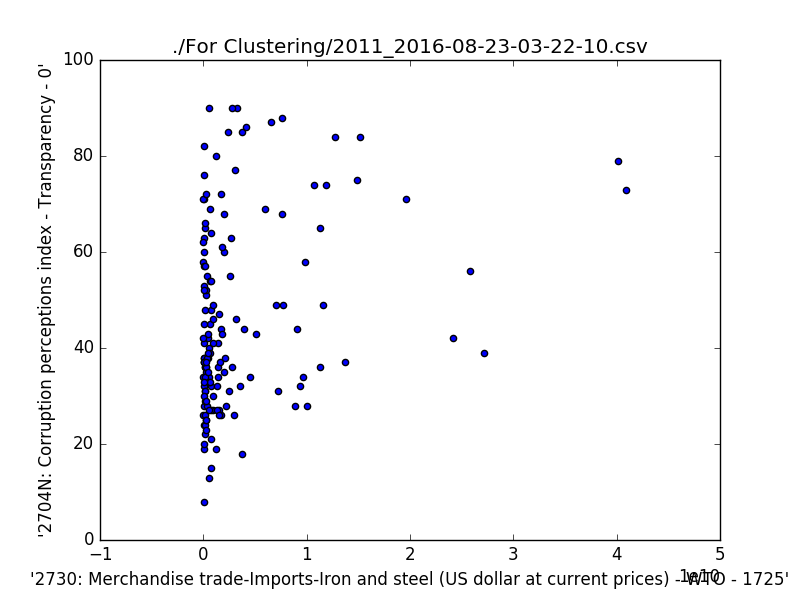 ./For Clustering/2011_2016-08-23-03-22-10.csv
100
80
60
40
20
0
'2704N: Corruption perceptions index - Transparency - 0'
−1 0 1 2 3 4 5
1e10
'2730: Merchandise trade-Imports-Iron and steel (US dollar at current prices) - WTO - 1725'